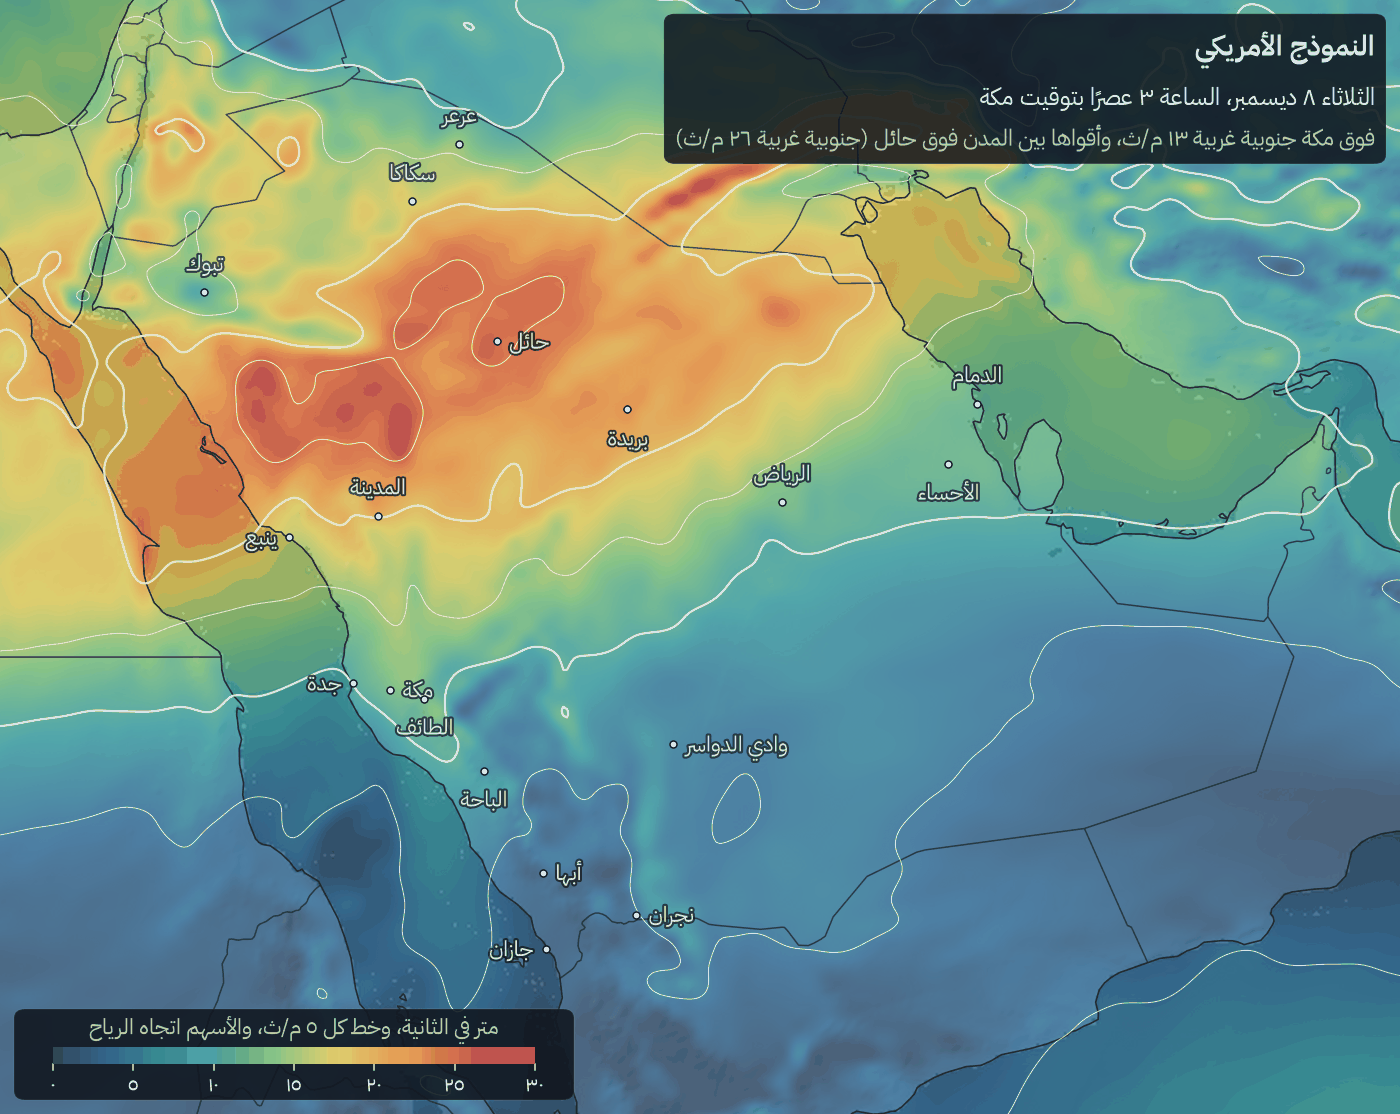 النموذج الأمريكي
الثلاثاء ٨ ديسمبر، الساعة ٣ عصرًا بتوقيت مكة
فوق مكة جنوبية غربية ١٣ م/ث، وأقواها بين المدن فوق حائل (جنوبية غربية ٢٦ م/ث)
عرعر
سكاكا
تبوك
حائل
الدمام
بريدة
الرياض
الأحساء
المدينة
ينبع
جدة
مكة
الطائف
وادي الدواسر
الباحة
أبها
نجران
جازان
متر في الثانية، وخط كل ٥ م/ث، والأسهم اتجاه الرياح
٠ ٥ ١٠ ١٥ ٢٠ ٢٥ ٣٠